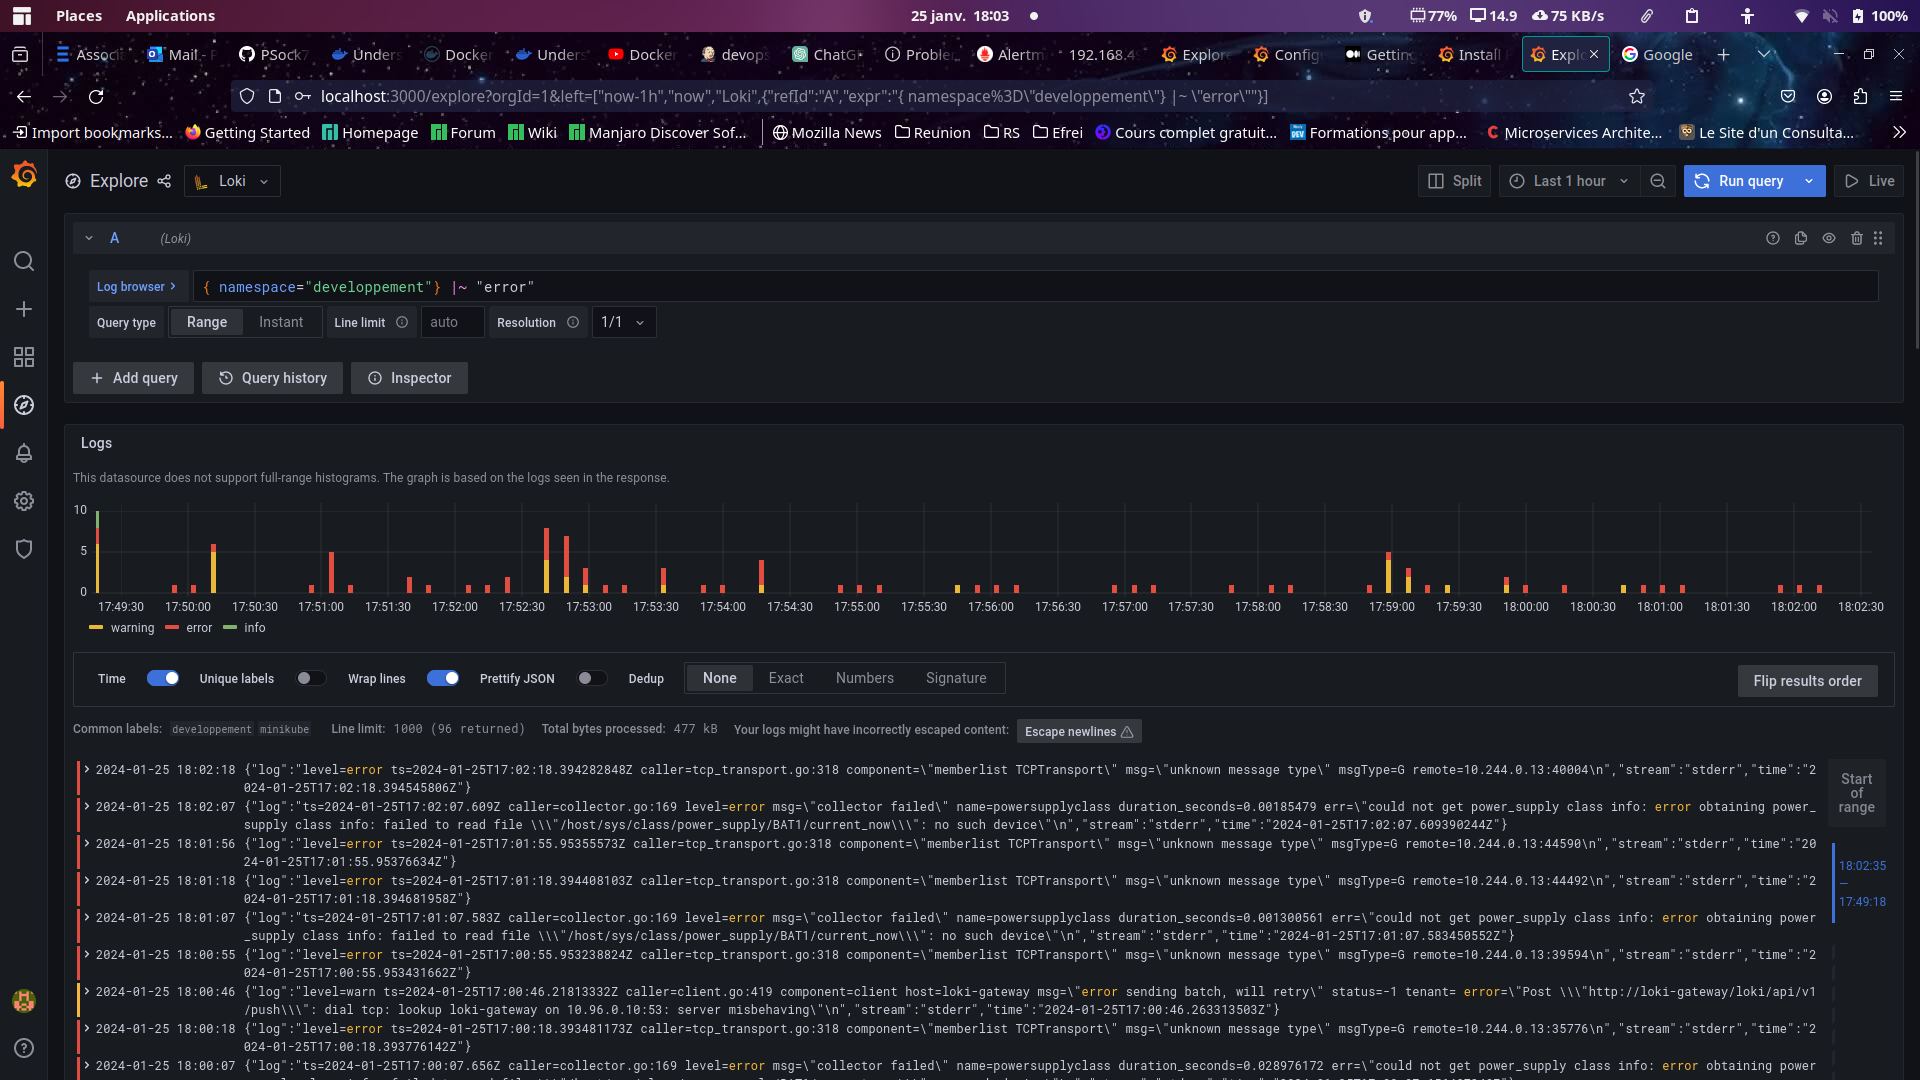 Places Applications 25 janv. 18:03 77% 14.9 75 KB/s 100%
Associ Mail - F PSock7 Unders Docke Unders Docker devops ChatG Proble Alertm 192.168.49 Explore Config Getting Install Expl Google
localhost:3000/explore?orgId=1&left=["now-1h","now","Loki",{"refId":"A","expr":"{ namespace%3D\"developpement\"} |~ \"error\""}]
Import bookmarks... Getting Started Homepage Forum Wiki Manjaro Discover Sof... Mozilla News Reunion RS Efrei Cours complet gratuit... Formations pour app... Microservices Archite... Le Site d'un Consulta...
Explore Loki Split Last 1 hour Run query Live
A (Loki)
Log browser { namespace="developpement"} |~ "error"
Query type Range Instant Line limit auto Resolution 1/1
Add query Query history Inspector
Logs
This datasource does not support full-range histograms. The graph is based on the logs seen in the response.
10
5
0
17:49:30 17:50:00 17:50:30 17:51:00 17:51:30 17:52:00 17:52:30 17:53:00 17:53:30 17:54:00 17:54:30 17:55:00 17:55:30 17:56:00 17:56:30 17:57:00 17:57:30 17:58:00 17:58:30 17:59:00 17:59:30 18:00:00 18:00:30 18:01:00 18:01:30 18:02:00 18:02:30
warning error info
Time Unique labels Wrap lines Prettify JSON Dedup None Exact Numbers Signature Flip results order
Common labels: developpement minikube Line limit: 1000 (96 returned) Total bytes processed: 477 kB Your logs might have incorrectly escaped content: Escape newlines
2024-01-25 18:02:18 {"log":"level=error ts=2024-01-25T17:02:18.394282848Z caller=tcp_transport.go:318 component=\"memberlist TCPTransport\" msg=\"unknown message type\" msgType=G remote=10.244.0.13:40004\n","stream":"stderr","time":"2
024-01-25T17:02:18.394545806Z"}
2024-01-25 18:02:07 {"log":"ts=2024-01-25T17:02:07.609Z caller=collector.go:169 level=error msg=\"collector failed\" name=powersupplyclass duration_seconds=0.00185479 err=\"could not get power_supply class info: error obtaining power_
supply class info: failed to read file \\\"/host/sys/class/power_supply/BAT1/current_now\\\": no such device\"\n","stream":"stderr","time":"2024-01-25T17:02:07.609390244Z"}
2024-01-25 18:01:56 {"log":"level=error ts=2024-01-25T17:01:55.95355573Z caller=tcp_transport.go:318 component=\"memberlist TCPTransport\" msg=\"unknown message type\" msgType=G remote=10.244.0.13:44590\n","stream":"stderr","time":"20
24-01-25T17:01:55.95376634Z"}
2024-01-25 18:01:18 {"log":"level=error ts=2024-01-25T17:01:18.394408103Z caller=tcp_transport.go:318 component=\"memberlist TCPTransport\" msg=\"unknown message type\" msgType=G remote=10.244.0.13:44492\n","stream":"stderr","time":"2
024-01-25T17:01:18.394681958Z"}
2024-01-25 18:01:07 {"log":"ts=2024-01-25T17:01:07.583Z caller=collector.go:169 level=error msg=\"collector failed\" name=powersupplyclass duration_seconds=0.001300561 err=\"could not get power_supply class info: error obtaining power
_supply class info: failed to read file \\\"/host/sys/class/power_supply/BAT1/current_now\\\": no such device\"\n","stream":"stderr","time":"2024-01-25T17:01:07.583450552Z"}
2024-01-25 18:00:55 {"log":"level=error ts=2024-01-25T17:00:55.953238824Z caller=tcp_transport.go:318 component=\"memberlist TCPTransport\" msg=\"unknown message type\" msgType=G remote=10.244.0.13:39594\n","stream":"stderr","time":"2
024-01-25T17:00:55.953431662Z"}
2024-01-25 18:00:46 {"log":"level=warn ts=2024-01-25T17:00:46.21813332Z caller=client.go:419 component=client host=loki-gateway msg=\"error sending batch, will retry\" status=-1 tenant= error=\"Post \\\"http://loki-gateway/loki/api/v1
/push\\\": dial tcp: lookup loki-gateway on 10.96.0.10:53: server misbehaving\"\n","stream":"stderr","time":"2024-01-25T17:00:46.263313503Z"}
2024-01-25 18:00:18 {"log":"level=error ts=2024-01-25T17:00:18.393481173Z caller=tcp_transport.go:318 component=\"memberlist TCPTransport\" msg=\"unknown message type\" msgType=G remote=10.244.0.13:35776\n","stream":"stderr","time":"2
024-01-25T17:00:18.393776142Z"}
2024-01-25 18:00:07 {"log":"ts=2024-01-25T17:00:07.656Z caller=collector.go:169 level=error msg=\"collector failed\" name=powersupplyclass duration_seconds=0.028976172 err=\"could not get power_supply class info: error obtaining power
Start
of
range
18:02:35
—
17:49:18